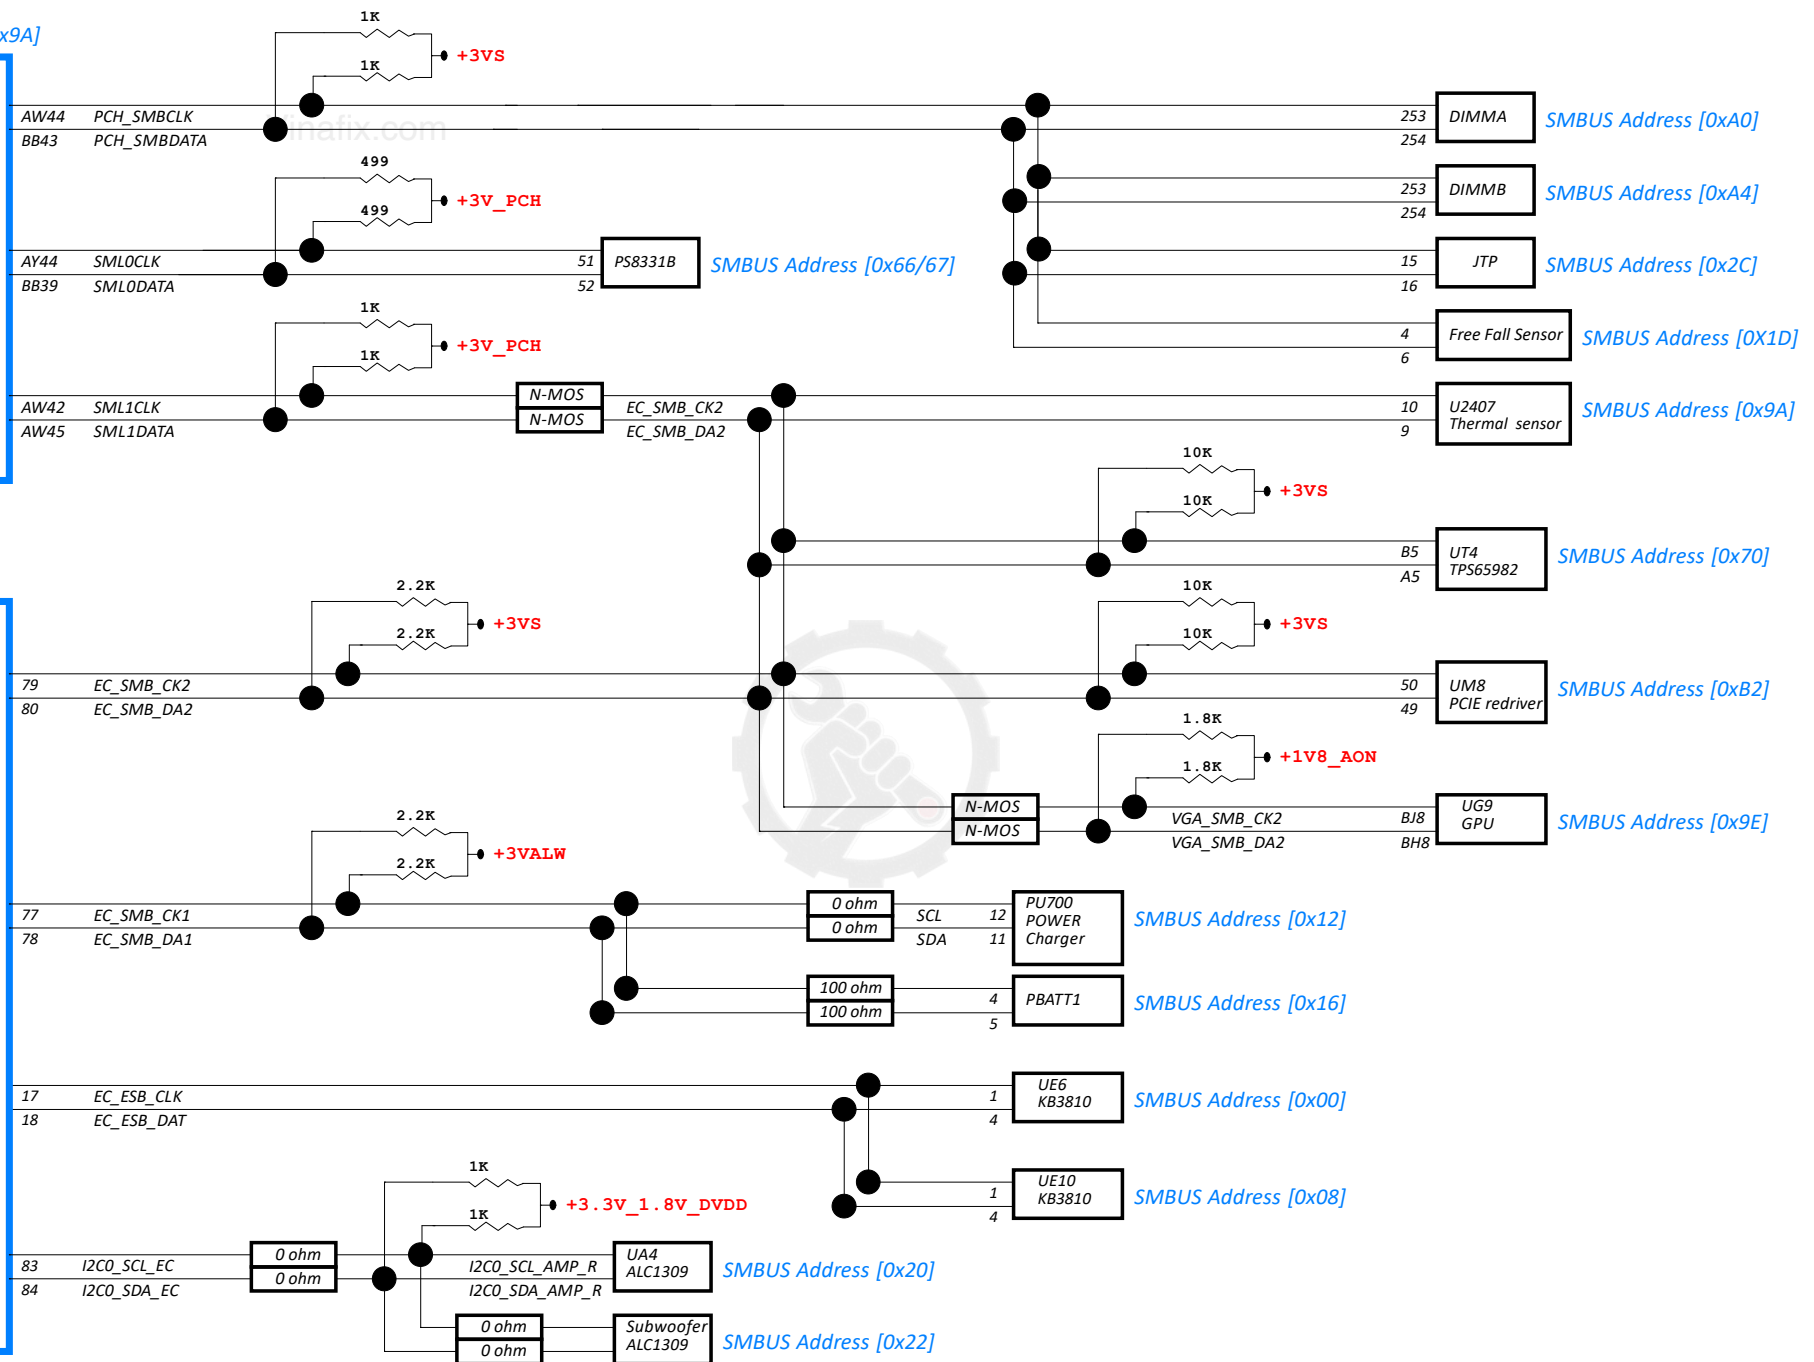 x9A]
1K
1K
+3VS
AW44 PCH_SMBCLK
BB43 PCH_SMBDATA
inafix.com
253 DIMMA
254
SMBUS Address [0xA0]
499
499
+3V_PCH
253 DIMMB
254
SMBUS Address [0xA4]
AY44 SML0CLK
BB39 SML0DATA
51 PS8331B
52
SMBUS Address [0x66/67]
15 JTP
16
SMBUS Address [0x2C]
1K
1K
+3V_PCH
4 Free Fall Sensor
6
SMBUS Address [0X1D]
AW42 SML1CLK
AW45 SML1DATA
N-MOS
N-MOS
EC_SMB_CK2
EC_SMB_DA2
10 U2407
9 Thermal sensor
SMBUS Address [0x9A]
10K
10K
+3VS
B5 UT4
A5 TPS65982
SMBUS Address [0x70]
2.2K
2.2K
+3VS
10K
10K
+3VS
79 EC_SMB_CK2
80 EC_SMB_DA2
50 UM8
49 PCIE redriver
SMBUS Address [0xB2]
1.8K
1.8K
+1V8_AON
N-MOS
N-MOS
VGA_SMB_CK2
VGA_SMB_DA2
BJ8 UG9
BH8 GPU
SMBUS Address [0x9E]
2.2K
2.2K
+3VALW
77 EC_SMB_CK1
78 EC_SMB_DA1
0 ohm
0 ohm
SCL 12
SDA 11
PU700
POWER
Charger
SMBUS Address [0x12]
100 ohm
100 ohm
4 PBATT1
5
SMBUS Address [0x16]
17 EC_ESB_CLK
18 EC_ESB_DAT
1 UE6
4 KB3810
SMBUS Address [0x00]
1 UE10
4 KB3810
SMBUS Address [0x08]
1K
1K
+3.3V_1.8V_DVDD
83 I2C0_SCL_EC
84 I2C0_SDA_EC
0 ohm
0 ohm
I2C0_SCL_AMP_R
I2C0_SDA_AMP_R
UA4
ALC1309
SMBUS Address [0x20]
0 ohm
0 ohm
Subwoofer
ALC1309
SMBUS Address [0x22]